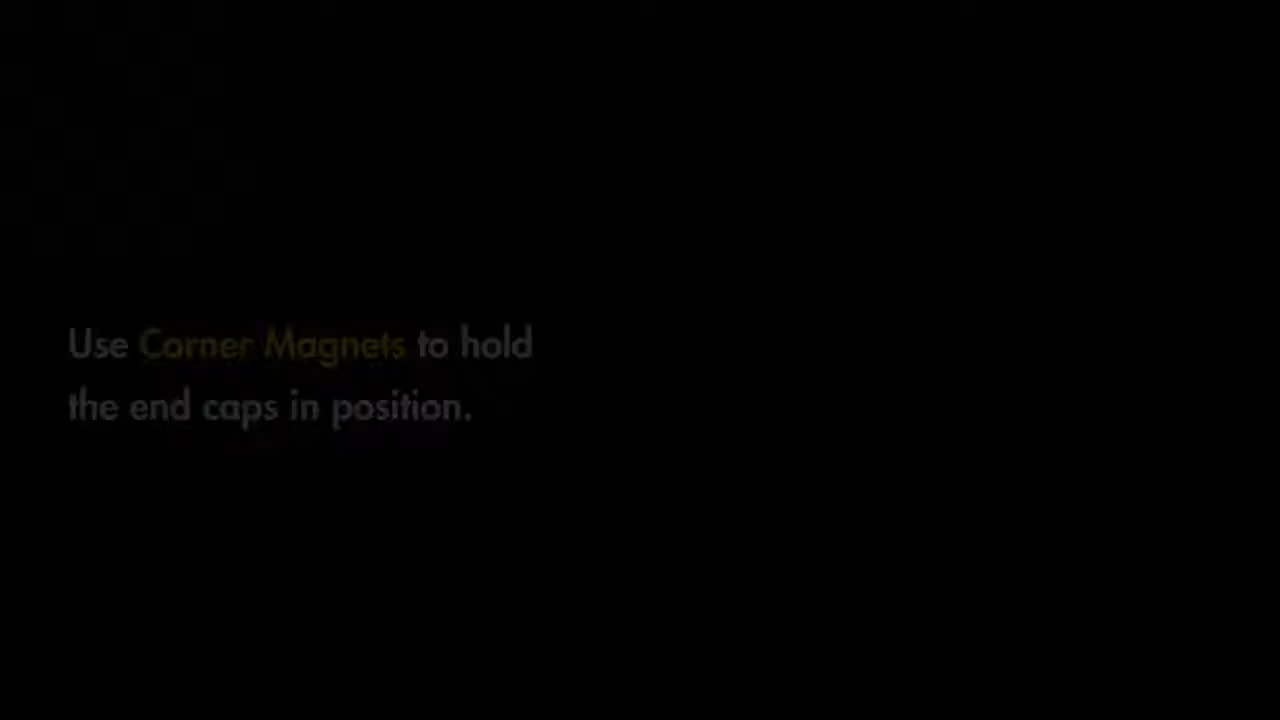 Use Corner Magnets to hold
the end caps in position.